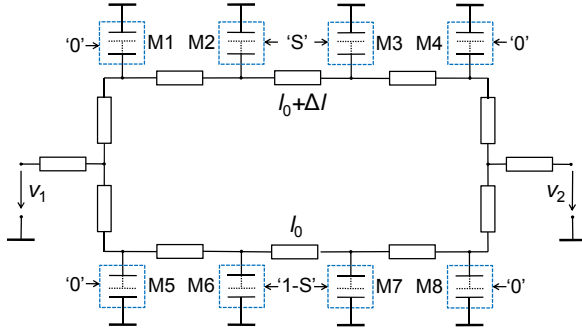 ‘0’ M1 M2 ‘S’ M3 M4 ‘0’
l0+Δl
v1 v2
l0
‘0’ M5 M6 ‘1-S’ M7 M8 ‘0’